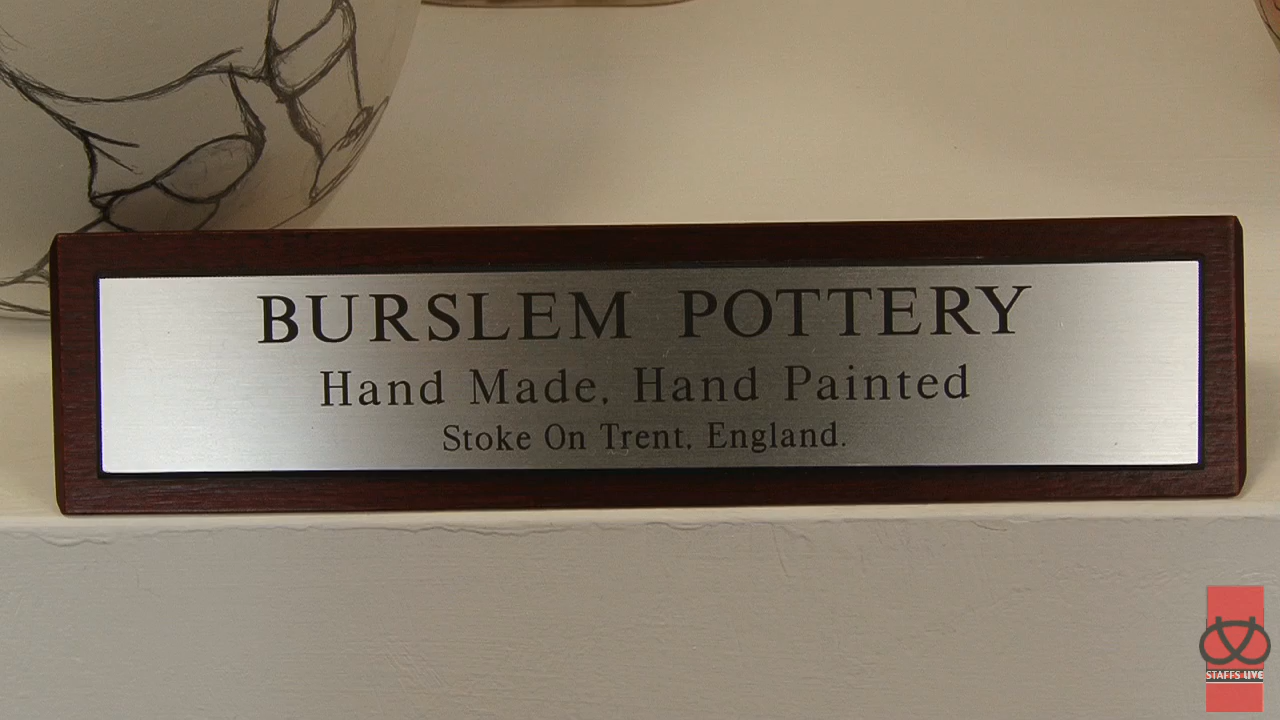 BURSLEM POTTERY
Hand Made, Hand Painted
Stoke On Trent, England.
STAFFS LIVE